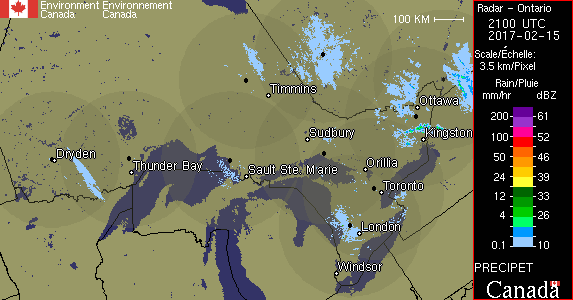 Environment Environnement
Canada Canada
100 KM
Timmins
Ottawa
Sudbury
Kingston
Dryden
Thunder Bay
Sault Ste. Marie
Orillia
Toronto
London
Windsor
Radar - Ontario
2100 UTC
2017-02-15
Scale/Échelle:
3.5 km/Pixel
Rain/Pluie
mm/hr dBZ
200 61
100 52
50 46
24 39
12 33
4 26
1 20
0.1 10
PRECIPET
Canada